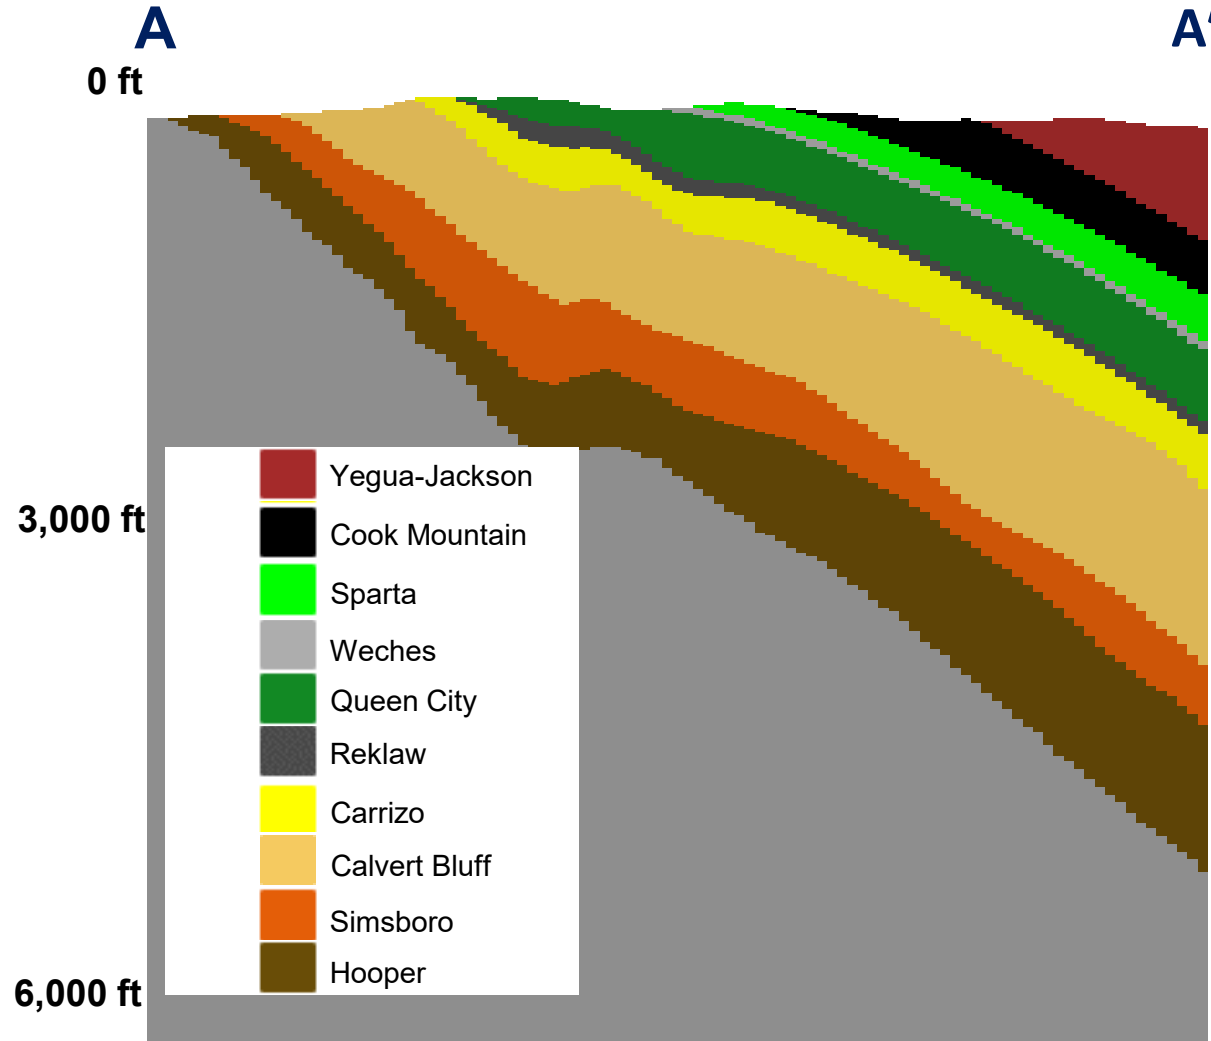 A
A'
0 ft
3,000 ft
6,000 ft
Yegua-Jackson
Cook Mountain
Sparta
Weches
Queen City
Reklaw
Carrizo
Calvert Bluff
Simsboro
Hooper